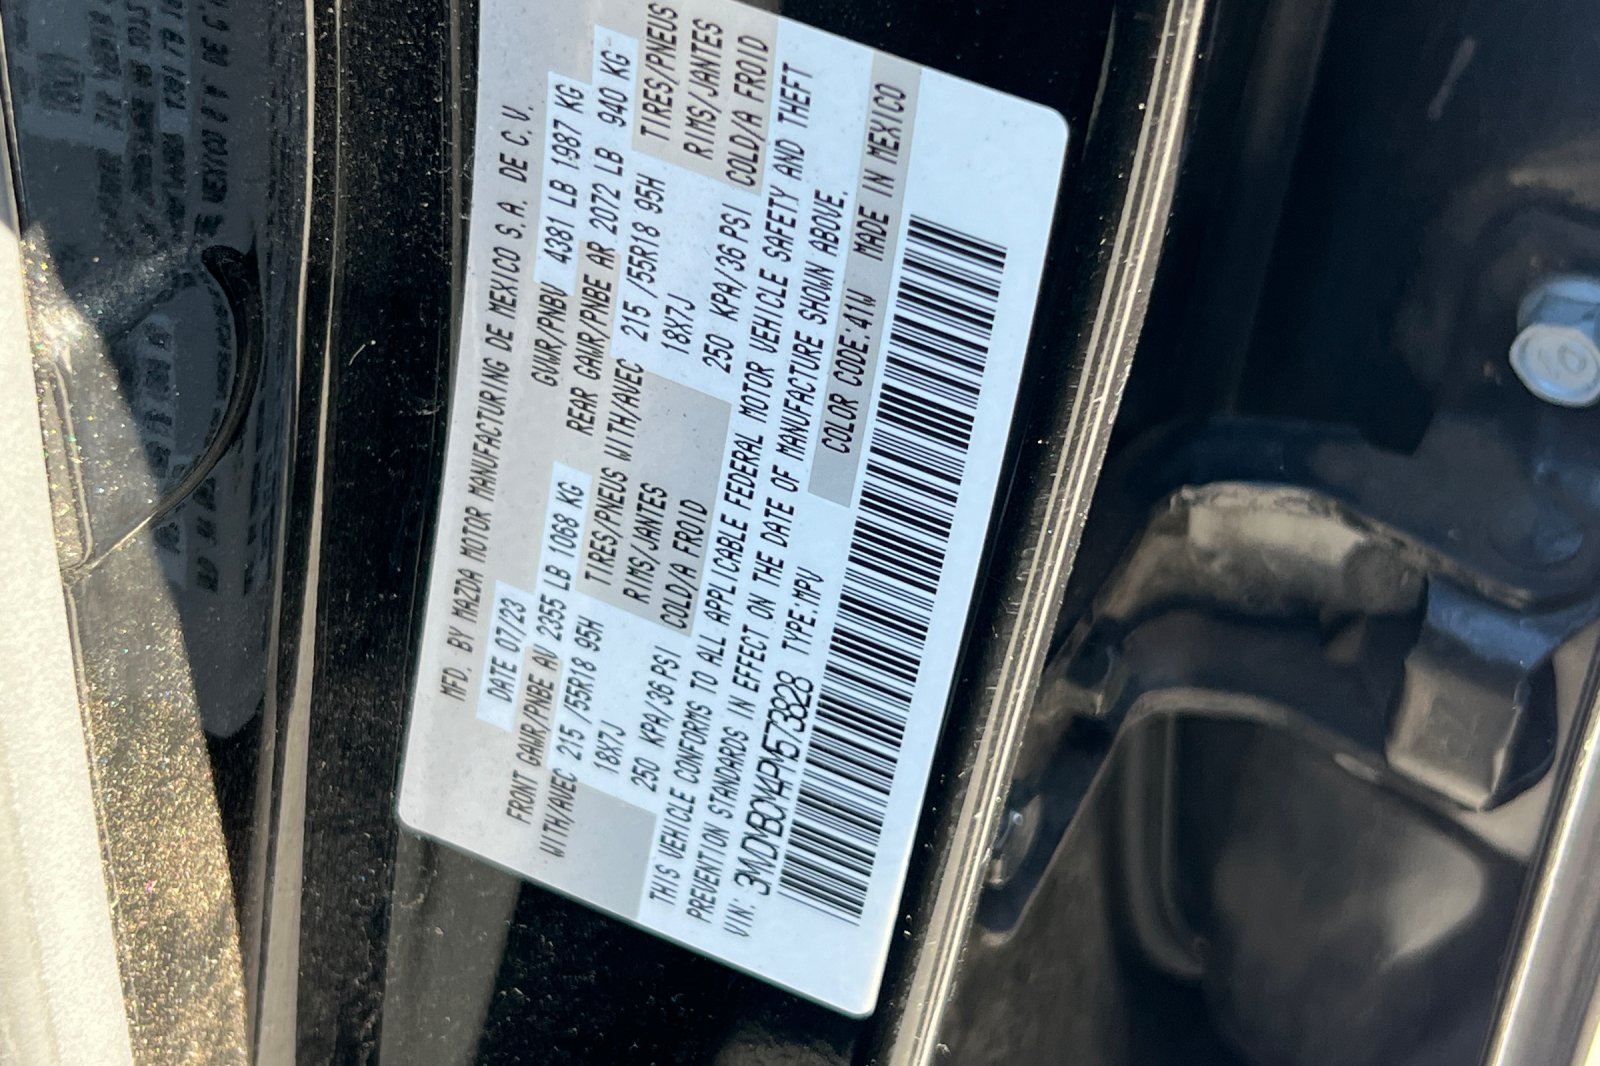 MFD. BY MAZDA MOTOR MANUFACTURING DE MEXICO S.A. DE C.V.
DATE 07/23 GVWR/PNBV 4381 LB 1987 KG
FRONT GAWR/PNBE AV 2355 LB 1068 KG REAR GAWR/PNBE AR 2072 LB 940 KG
WITH/AVEC 215 /55R18 95H TIRES/PNEUS WITH/AVEC 215 /55R18 95H TIRES/PNEUS
18X7J RIMS/JANTES 18X7J RIMS/JANTES
250 KPA/36 PSI COLD/A FROID 250 KPA/36 PSI COLD/A FROID
THIS VEHICLE CONFORMS TO ALL APPLICABLE FEDERAL MOTOR VEHICLE SAFETY AND THEFT
PREVENTION STANDARDS IN EFFECT ON THE DATE OF MANUFACTURE SHOWN ABOVE.
VIN: 3MVDMBCM4PM573828 TYPE:MPV COLOR CODE:41W MADE IN MEXICO